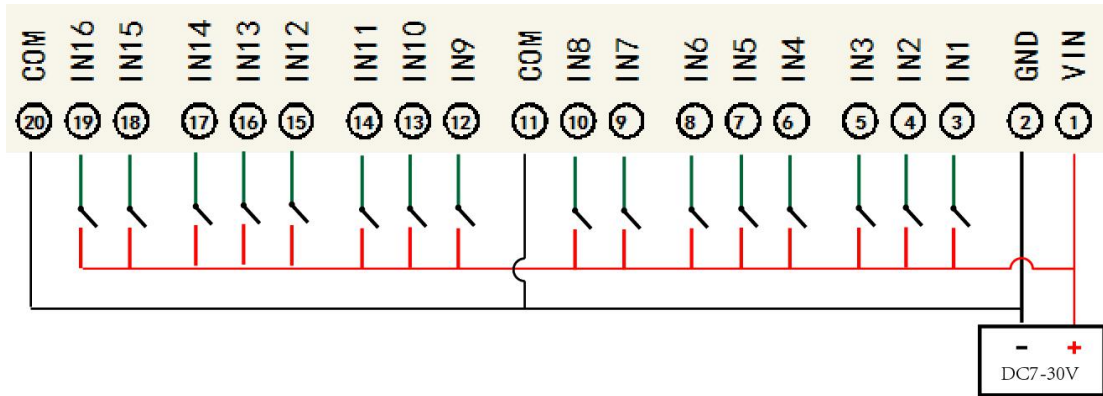 COM IN16 IN15 IN14 IN13 IN12 IN11 IN10 IN9 COM IN8 IN7 IN6 IN5 IN4 IN3 IN2 IN1 GND VIN
20 19 18 17 16 15 14 13 12 11 10 9 8 7 6 5 4 3 2 1
- +
DC7-30V